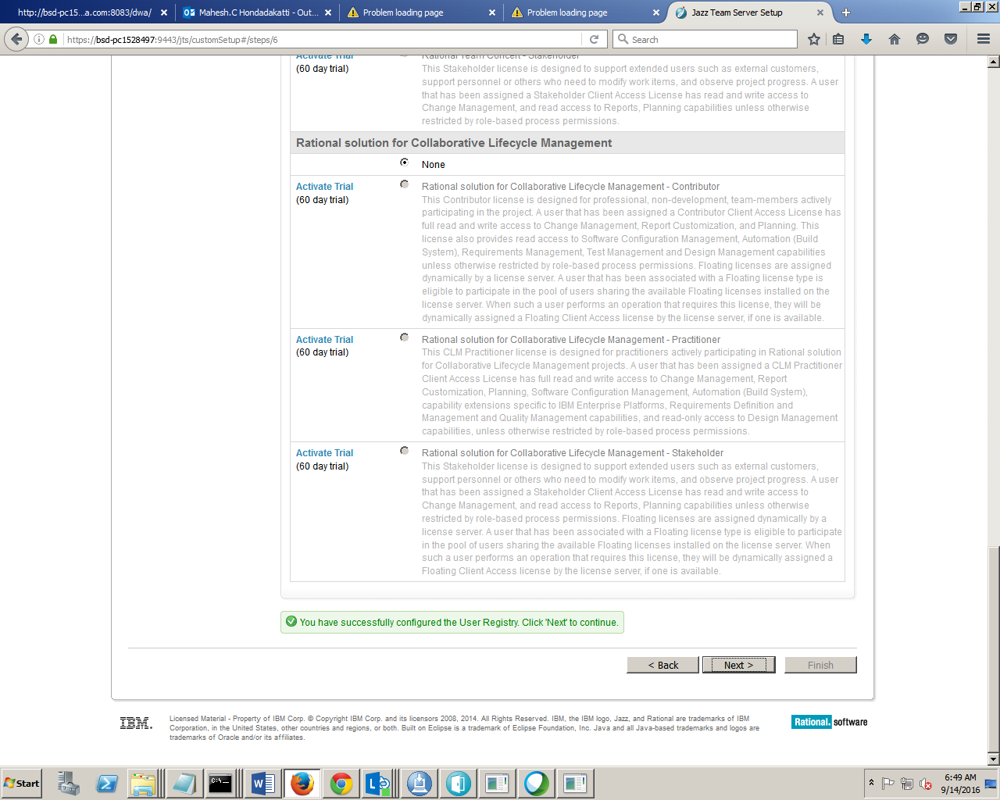 http://bsd-pc15...a.com:8083/dwa/
Mahesh.C Hondadakatti - Out...
Problem loading page
Problem loading page
Jazz Team Server Setup
https://bsd-pc1528497:9443/jts/customSetup#/steps/6
Search
Activate Trial
(60 day trial)
Rational Team Concert - Stakeholder
This Stakeholder license is designed to support extended users such as external customers,
support personnel or others who need to modify work items, and observe project progress. A user
that has been assigned a Stakeholder Client Access License has read and write access to
Change Management, and read access to Reports, Planning capabilities unless otherwise
restricted by role-based process permissions.
Rational solution for Collaborative Lifecycle Management
None
Activate Trial
(60 day trial)
Rational solution for Collaborative Lifecycle Management - Contributor
This Contributor license is designed for professional, non-development, team-members actively
participating in the project. A user that has been assigned a Contributor Client Access License has
full read and write access to Change Management, Report Customization, and Planning. This
license also provides read access to Software Configuration Management, Automation (Build
System), Requirements Management, Test Management and Design Management capabilities
unless otherwise restricted by role-based process permissions. Floating licenses are assigned
dynamically by a license server. A user that has been associated with a Floating license type is
eligible to participate in the pool of users sharing the available Floating licenses installed on the
license server. When such a user performs an operation that requires this license, they will be
dynamically assigned a Floating Client Access license by the license server, if one is available.
Activate Trial
(60 day trial)
Rational solution for Collaborative Lifecycle Management - Practitioner
This CLM Practitioner license is designed for practitioners actively participating in Rational solution
for Collaborative Lifecycle Management projects. A user that has been assigned a CLM Practitioner
Client Access License has full read and write access to Change Management, Report
Customization, Planning, Software Configuration Management, Automation (Build System),
capability extensions specific to IBM Enterprise Platforms, Requirements Definition and
Management and Quality Management capabilities, and read-only access to Design Management
capabilities, unless otherwise restricted by role-based process permissions.
Activate Trial
(60 day trial)
Rational solution for Collaborative Lifecycle Management - Stakeholder
This Stakeholder license is designed to support extended users such as external customers,
support personnel or others who need to modify work items, and observe project progress. A user
that has been assigned a Stakeholder Client Access License has read and write access to
Change Management, and read access to Reports, Planning capabilities unless otherwise
restricted by role-based process permissions. Floating licenses are assigned dynamically by a
license server. A user that has been associated with a Floating license type is eligible to participate
in the pool of users sharing the available Floating licenses installed on the license server. When
such a user performs an operation that requires this license, they will be dynamically assigned a
Floating Client Access license by the license server, if one is available.
You have successfully configured the User Registry. Click 'Next' to continue.
< Back
Next >
Finish
IBM.
Licensed Material - Property of IBM Corp. © Copyright IBM Corp. and its licensors 2008, 2014. All Rights Reserved. IBM, the IBM logo, Jazz, and Rational are trademarks of IBM
Corporation, in the United States, other countries and regions, or both. Built on Eclipse is a trademark of Eclipse Foundation, Inc. Java and all Java-based trademarks and logos are
trademarks of Oracle and/or its affiliates.
Rational. software
Start
6:49 AM
9/14/2016